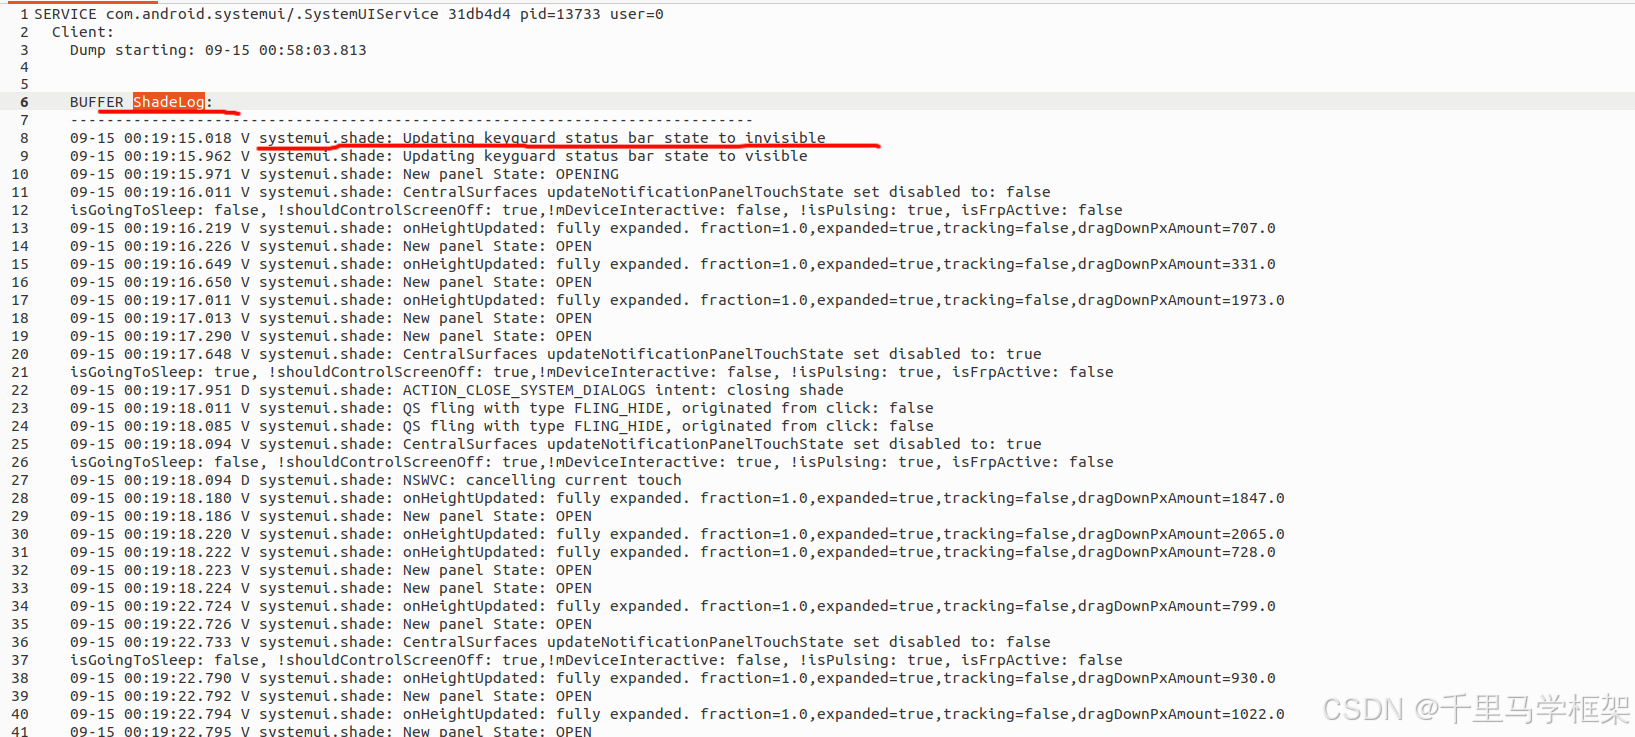 1 SERVICE com.android.systemui/.SystemUIService 31db4d4 pid=13733 user=0
2 Client:
3 Dump starting: 09-15 00:58:03.813
4
5
6 BUFFER ShadeLog:
7 ----------------------------------------------------------------------------
8 09-15 00:19:15.018 V systemui.shade: Updating keyguard status bar state to invisible
9 09-15 00:19:15.962 V systemui.shade: Updating keyguard status bar state to visible
10 09-15 00:19:15.971 V systemui.shade: New panel State: OPENING
11 09-15 00:19:16.011 V systemui.shade: CentralSurfaces updateNotificationPanelTouchState set disabled to: false
12 isGoingToSleep: false, !shouldControlScreenOff: true,!mDeviceInteractive: false, !isPulsing: true, isFrpActive: false
13 09-15 00:19:16.219 V systemui.shade: onHeightUpdated: fully expanded. fraction=1.0,expanded=true,tracking=false,dragDownPxAmount=707.0
14 09-15 00:19:16.226 V systemui.shade: New panel State: OPEN
15 09-15 00:19:16.649 V systemui.shade: onHeightUpdated: fully expanded. fraction=1.0,expanded=true,tracking=false,dragDownPxAmount=331.0
16 09-15 00:19:16.650 V systemui.shade: New panel State: OPEN
17 09-15 00:19:17.011 V systemui.shade: onHeightUpdated: fully expanded. fraction=1.0,expanded=true,tracking=false,dragDownPxAmount=1973.0
18 09-15 00:19:17.013 V systemui.shade: New panel State: OPEN
19 09-15 00:19:17.290 V systemui.shade: New panel State: OPEN
20 09-15 00:19:17.648 V systemui.shade: CentralSurfaces updateNotificationPanelTouchState set disabled to: true
21 isGoingToSleep: true, !shouldControlScreenOff: true,!mDeviceInteractive: false, !isPulsing: true, isFrpActive: false
22 09-15 00:19:17.951 D systemui.shade: ACTION_CLOSE_SYSTEM_DIALOGS intent: closing shade
23 09-15 00:19:18.011 V systemui.shade: QS fling with type FLING_HIDE, originated from click: false
24 09-15 00:19:18.085 V systemui.shade: QS fling with type FLING_HIDE, originated from click: false
25 09-15 00:19:18.094 V systemui.shade: CentralSurfaces updateNotificationPanelTouchState set disabled to: true
26 isGoingToSleep: false, !shouldControlScreenOff: true,!mDeviceInteractive: true, !isPulsing: true, isFrpActive: false
27 09-15 00:19:18.094 D systemui.shade: NSWVC: cancelling current touch
28 09-15 00:19:18.180 V systemui.shade: onHeightUpdated: fully expanded. fraction=1.0,expanded=true,tracking=false,dragDownPxAmount=1847.0
29 09-15 00:19:18.186 V systemui.shade: New panel State: OPEN
30 09-15 00:19:18.220 V systemui.shade: onHeightUpdated: fully expanded. fraction=1.0,expanded=true,tracking=false,dragDownPxAmount=2065.0
31 09-15 00:19:18.222 V systemui.shade: onHeightUpdated: fully expanded. fraction=1.0,expanded=true,tracking=false,dragDownPxAmount=728.0
32 09-15 00:19:18.223 V systemui.shade: New panel State: OPEN
33 09-15 00:19:18.224 V systemui.shade: New panel State: OPEN
34 09-15 00:19:22.724 V systemui.shade: onHeightUpdated: fully expanded. fraction=1.0,expanded=true,tracking=false,dragDownPxAmount=799.0
35 09-15 00:19:22.726 V systemui.shade: New panel State: OPEN
36 09-15 00:19:22.733 V systemui.shade: CentralSurfaces updateNotificationPanelTouchState set disabled to: false
37 isGoingToSleep: false, !shouldControlScreenOff: true,!mDeviceInteractive: false, !isPulsing: true, isFrpActive: false
38 09-15 00:19:22.790 V systemui.shade: onHeightUpdated: fully expanded. fraction=1.0,expanded=true,tracking=false,dragDownPxAmount=930.0
39 09-15 00:19:22.792 V systemui.shade: New panel State: OPEN
40 09-15 00:19:22.794 V systemui.shade: onHeightUpdated: fully expanded. fraction=1.0,expanded=true,tracking=false,dragDownPxAmount=1022.0
41 09-15 00:19:22.795 V systemui.shade: New panel State: OPEN
CSDN @千里马学框架